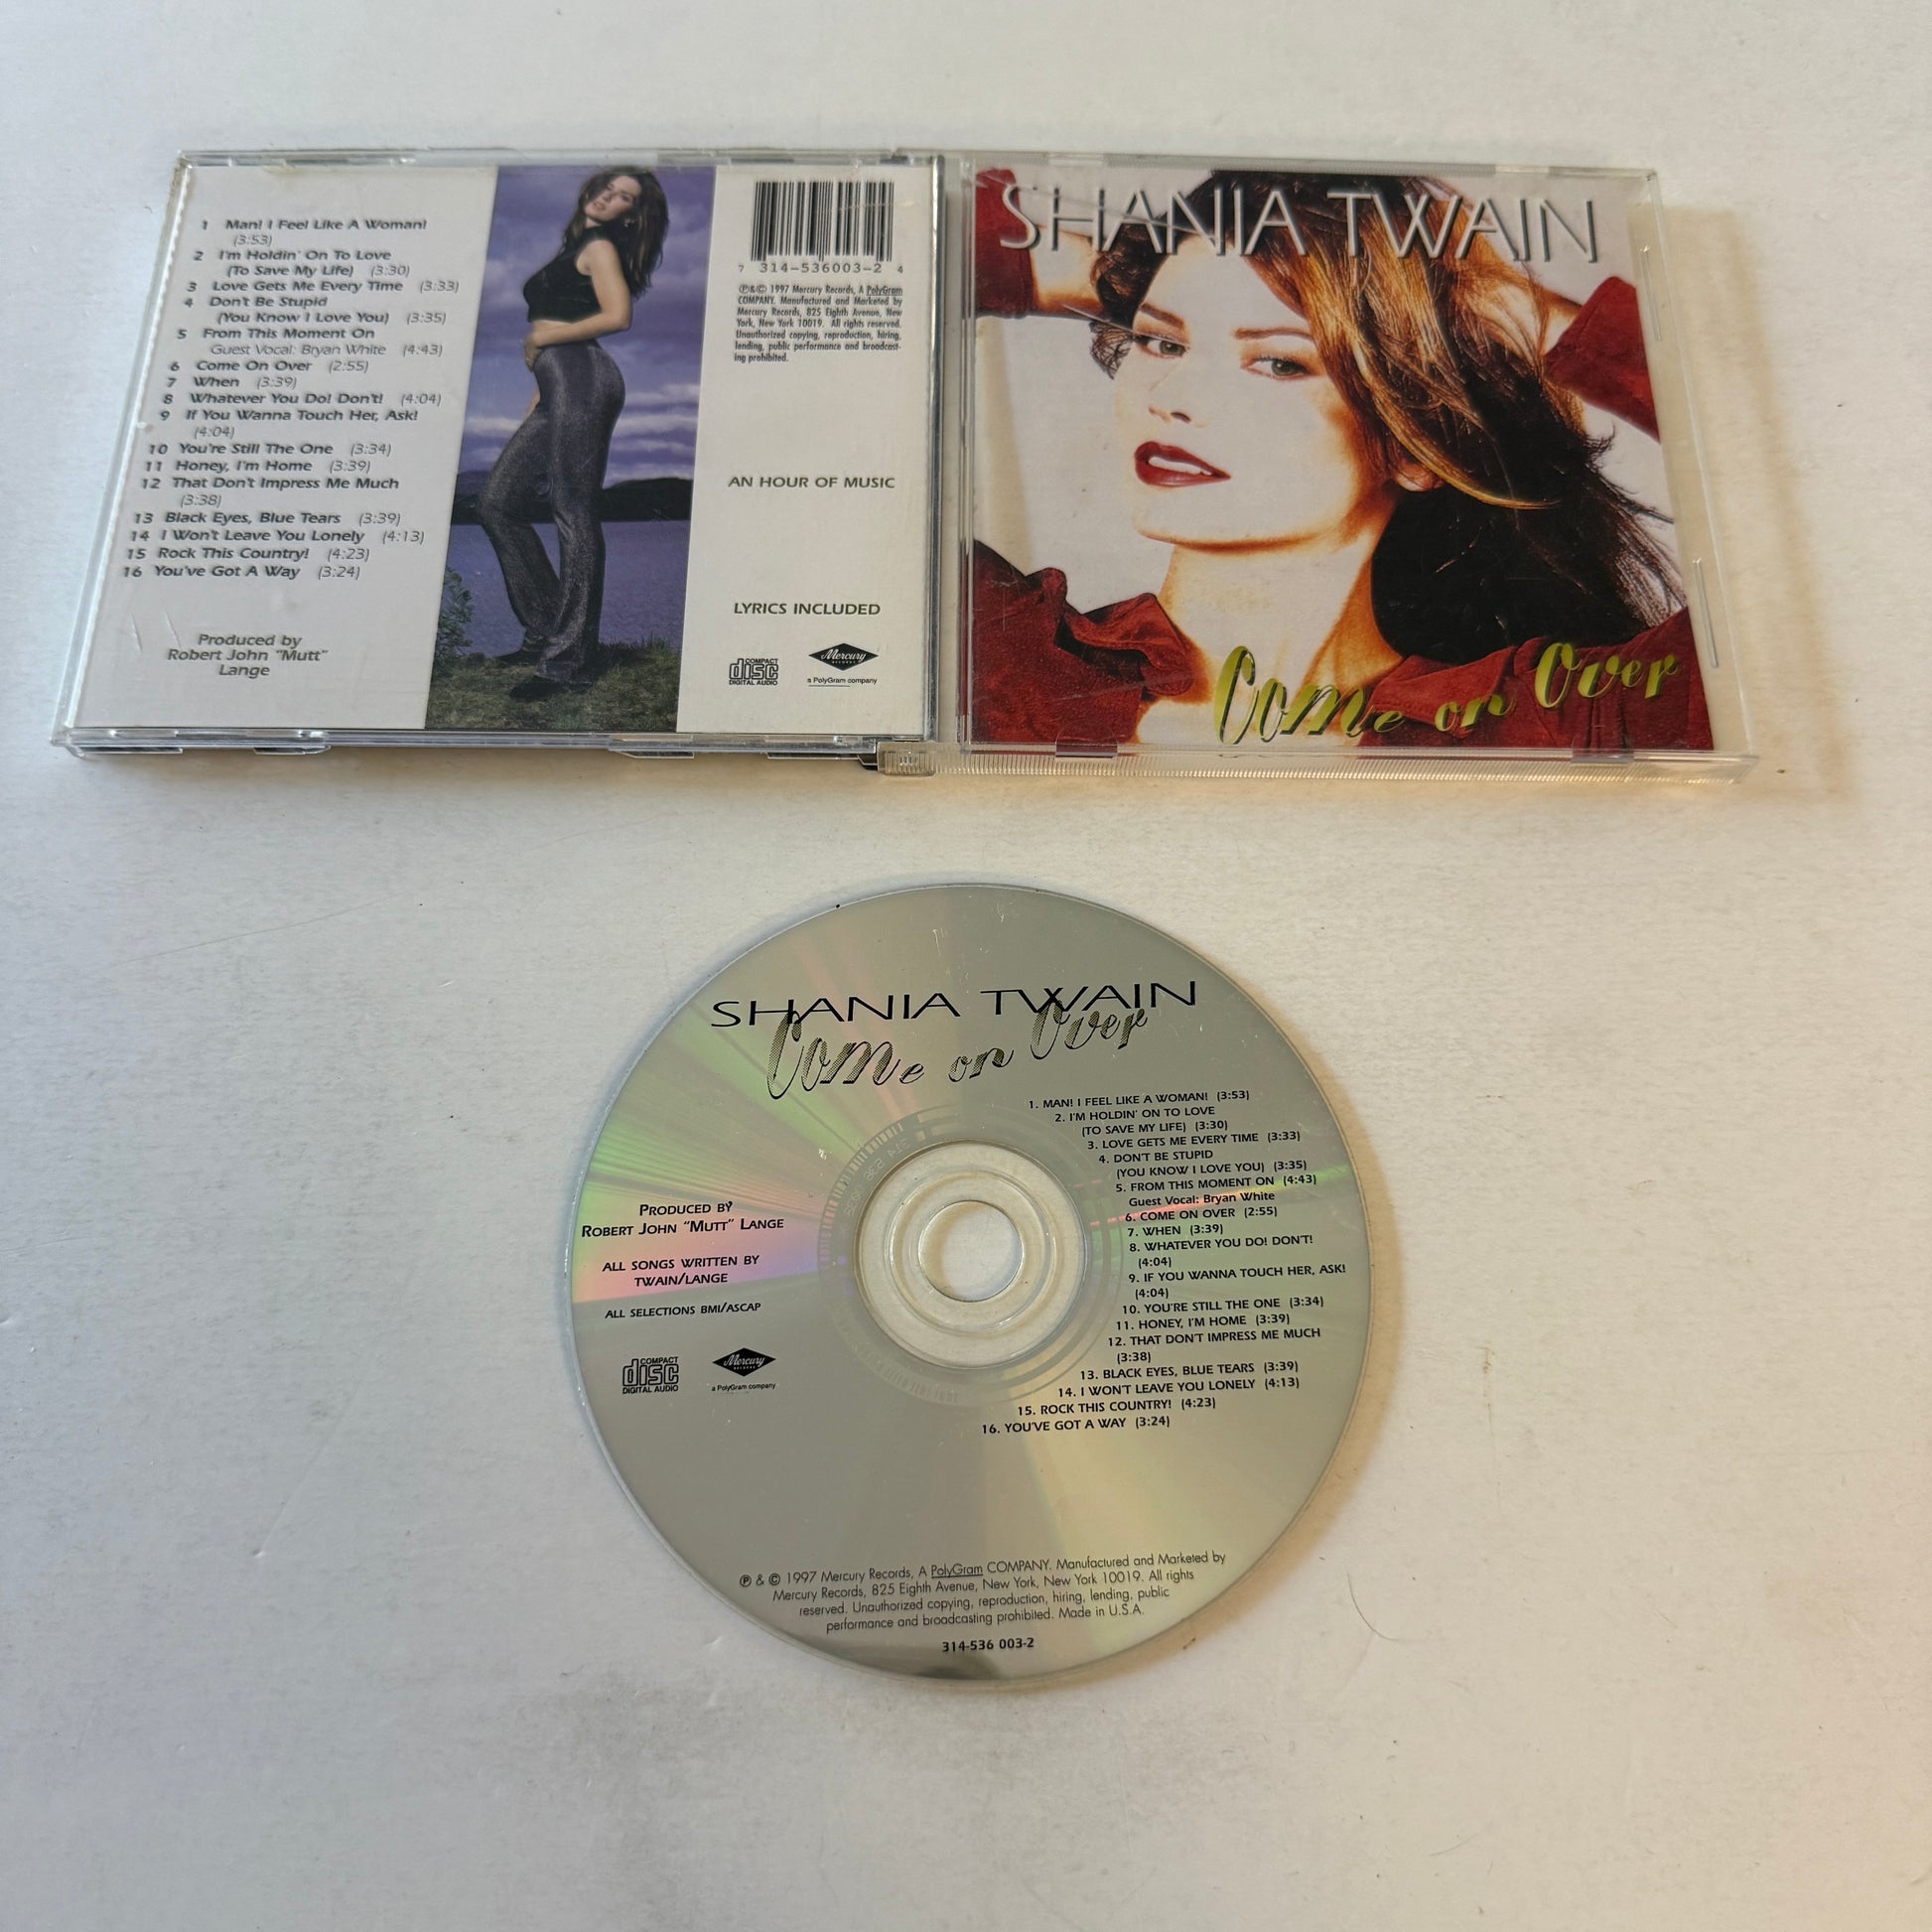 1 Man! I Feel Like A Woman!
(3:53)
2 I'm Holdin' On To Love
(To Save My Life) (3:30)
3 Love Gets Me Every Time (3:33)
4 Don't Be Stupid
(You Know I Love You) (3:35)
5 From This Moment On
Guest Vocal: Bryan White (4:43)
6 Come On Over (2:55)
7 When (3:39)
8 Whatever You Do! Don't! (4:04)
9 If You Wanna Touch Her, Ask!
(4:04)
10 You're Still The One (3:34)
11 Honey, I'm Home (3:39)
12 That Don't Impress Me Much
(3:38)
13 Black Eyes, Blue Tears (3:39)
14 I Won't Leave You Lonely (4:13)
15 Rock This Country! (4:23)
16 You've Got A Way (3:24)
Produced by
Robert John "Mutt"
Lange
7 314-536003-2 4
℗&© 1997 Mercury Records, A PolyGram
COMPANY. Manufactured and Marketed by
Mercury Records, 825 Eighth Avenue, New
York, New York 10019. All rights reserved.
Unauthorized copying, reproduction, hiring,
lending, public performance and broadcast-
ing prohibited.
AN HOUR OF MUSIC
LYRICS INCLUDED
COMPACT
disc
DIGITAL AUDIO
Mercury
RECORDS
a PolyGram company
SHANIA TWAIN
Come on Over
SHANIA TWAIN
Come on Over
1. MAN! I FEEL LIKE A WOMAN! (3:53)
2. I'M HOLDIN' ON TO LOVE
(TO SAVE MY LIFE) (3:30)
3. LOVE GETS ME EVERY TIME (3:33)
4. DON'T BE STUPID
(YOU KNOW I LOVE YOU) (3:35)
5. FROM THIS MOMENT ON (4:43)
Guest Vocal: Bryan White
6. COME ON OVER (2:55)
7. WHEN (3:39)
8. WHATEVER YOU DO! DON'T!
(4:04)
9. IF YOU WANNA TOUCH HER, ASK!
(4:04)
10. YOU'RE STILL THE ONE (3:34)
11. HONEY, I'M HOME (3:39)
12. THAT DON'T IMPRESS ME MUCH
(3:38)
13. BLACK EYES, BLUE TEARS (3:39)
14. I WON'T LEAVE YOU LONELY (4:13)
15. ROCK THIS COUNTRY! (4:23)
16. YOU'VE GOT A WAY (3:24)
PRODUCED BY
ROBERT JOHN "MUTT" LANGE
ALL SONGS WRITTEN BY
TWAIN/LANGE
ALL SELECTIONS BMI/ASCAP
COMPACT
disc
DIGITAL AUDIO
Mercury
RECORDS
a PolyGram company
℗ & © 1997 Mercury Records, A PolyGram COMPANY. Manufactured and Marketed by
Mercury Records, 825 Eighth Avenue, New York, New York 10019. All rights
reserved. Unauthorized copying, reproduction, hiring, lending, public
performance and broadcasting prohibited. Made in U.S.A.
314-536 003-2